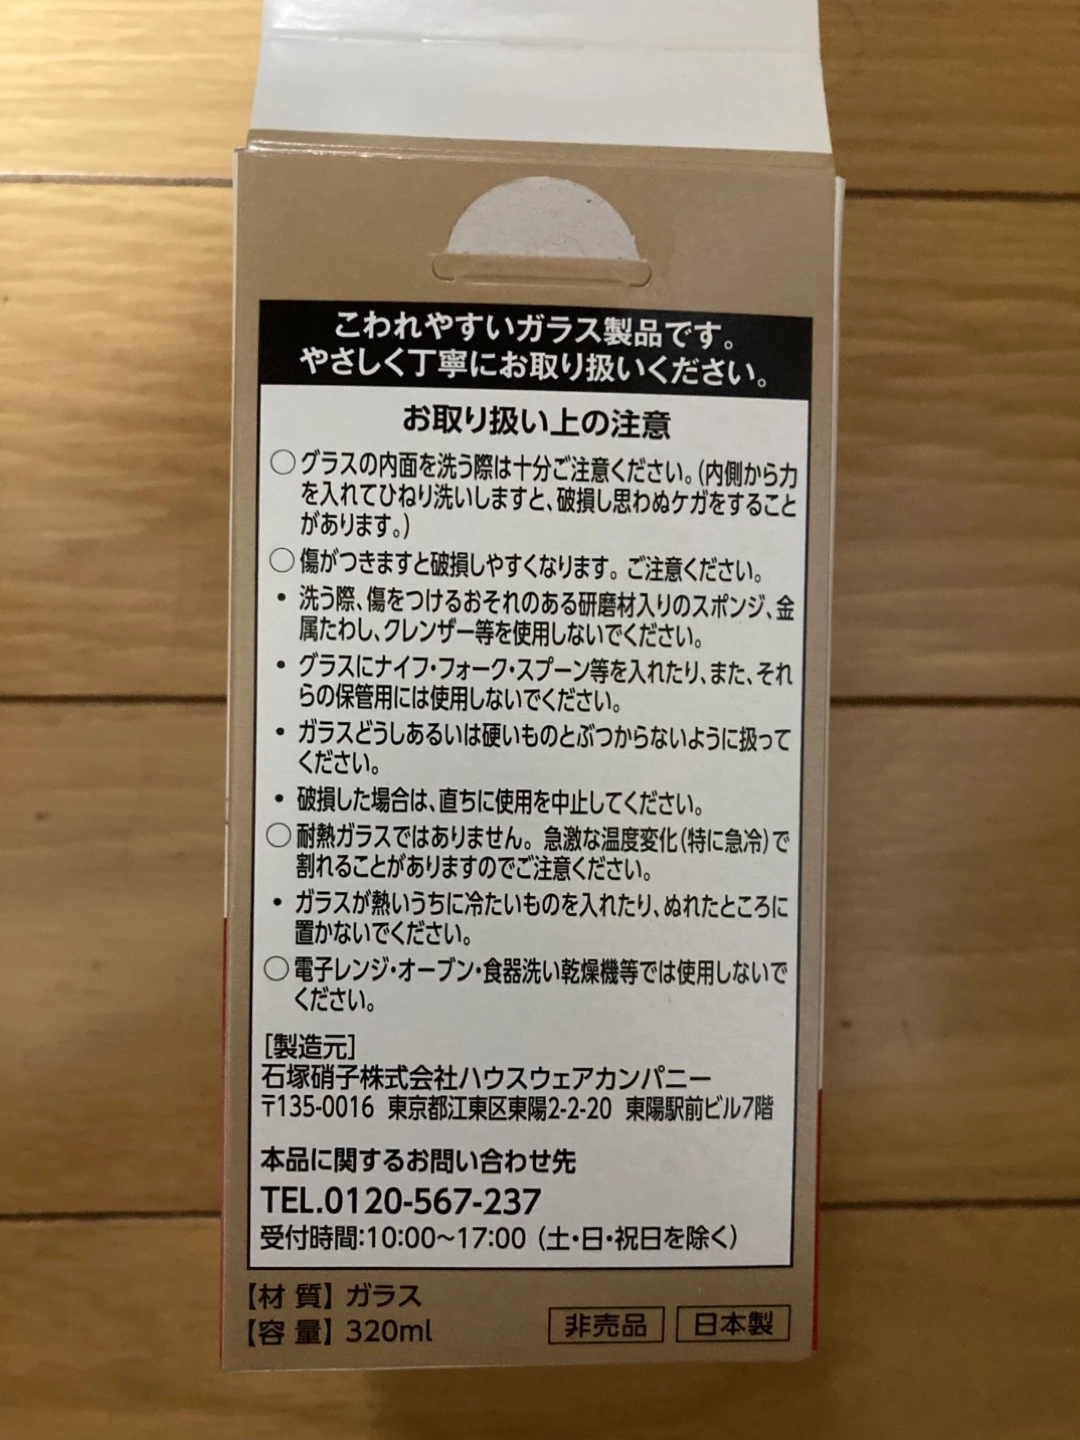 こわれやすいガラス製品です。
やさしく丁寧にお取り扱いください。
お取り扱い上の注意
○グラスの内面を洗う際は十分ご注意ください。(内側から力
を入れてひねり洗いしますと、破損し思わぬケガをすること
があります。)
○傷がつきますと破損しやすくなります。ご注意ください。
・洗う際、傷をつけるおそれのある研磨材入りのスポンジ、金
属たわし、クレンザー等を使用しないでください。
・グラスにナイフ・フォーク・スプーン等を入れたり、また、それ
らの保管用には使用しないでください。
・ガラスどうしあるいは硬いものとぶつからないように扱って
ください。
・破損した場合は、直ちに使用を中止してください。
○耐熱ガラスではありません。急激な温度変化(特に急冷)で
割れることがありますのでご注意ください。
・ガラスが熱いうちに冷たいものを入れたり、ぬれたところに
置かないでください。
○電子レンジ・オーブン・食器洗い乾燥機等では使用しないで
ください。
[製造元]
石塚硝子株式会社ハウスウェアカンパニー
〒135-0016 東京都江東区東陽2-2-20 東陽駅前ビル7階
本品に関するお問い合わせ先
TEL.0120-567-237
受付時間:10:00~17:00 (土・日・祝日を除く)
【材 質】 ガラス
【容 量】 320ml
非売品 日本製